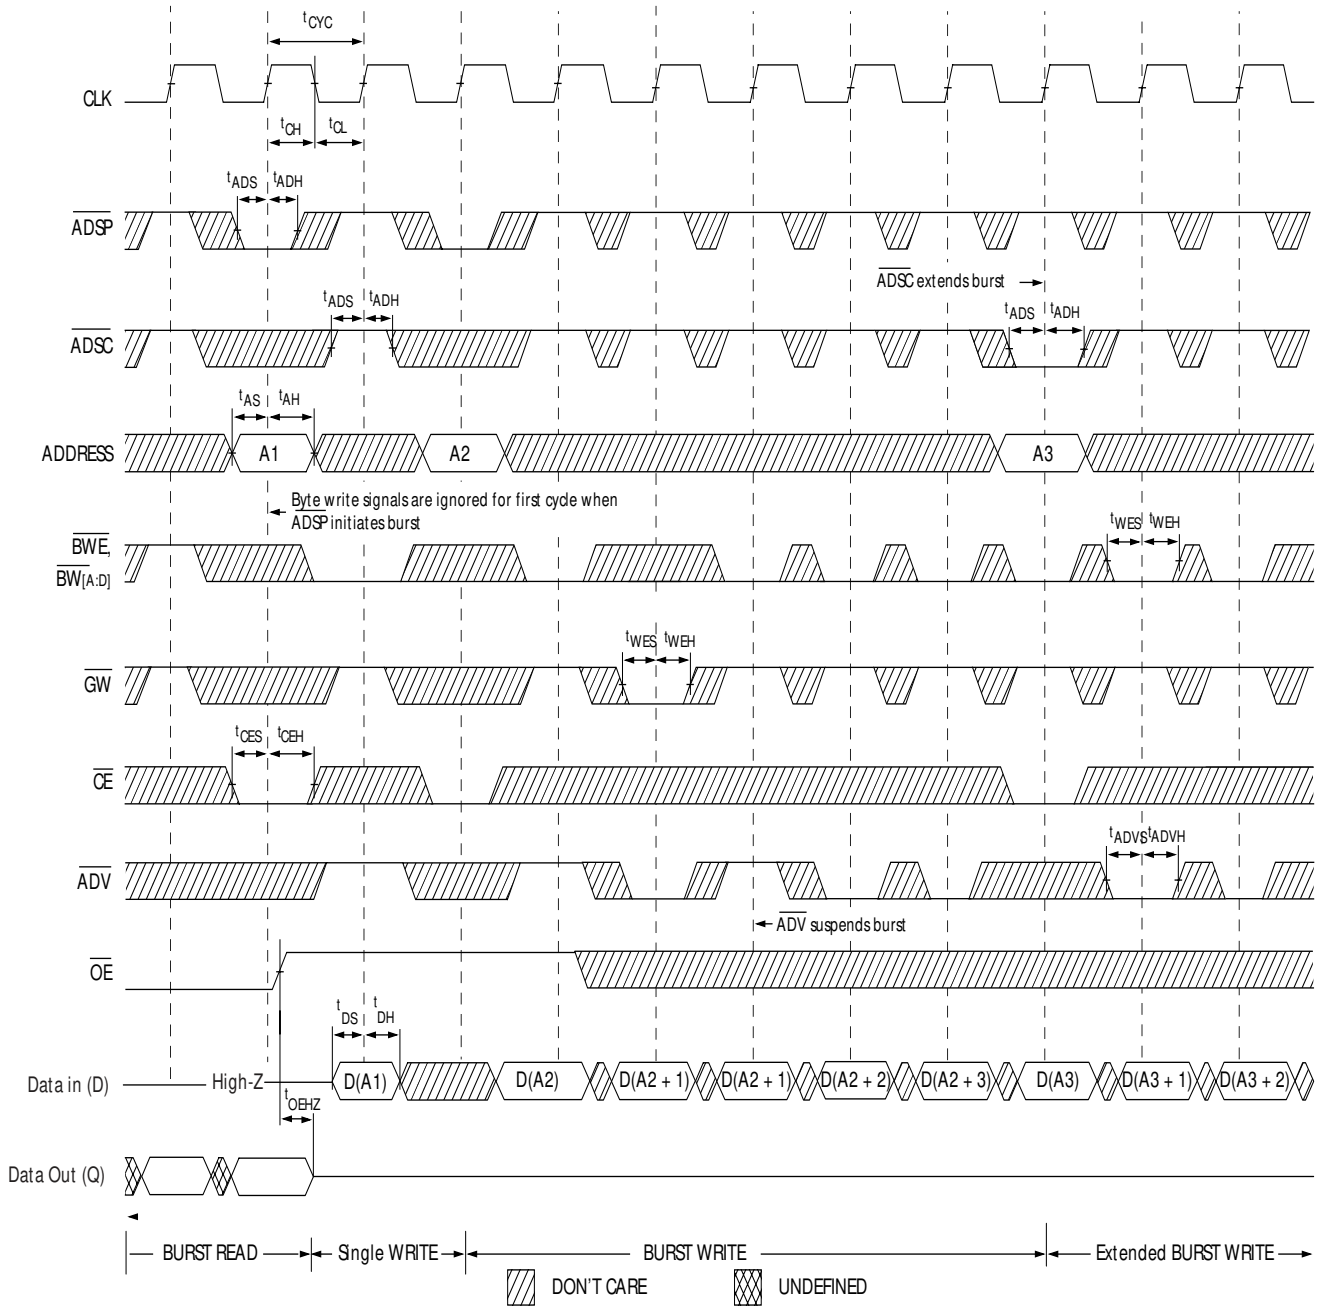 tCYC
CLK
tCH tCL
tADS tADH
ADSP
ADSC extends burst
tADS tADH tADS tADH
ADSC
tAS tAH
ADDRESS A1 A2 A3
Byte write signals are ignored for first cycle when
ADSP initiates burst
tWES tWEH
BWE,
BW[A:D]
tWES tWEH
GW
tCES tCEH
CE
tADVS tADVH
ADV
ADV suspends burst
OE
tDS tDH
Data in (D) High-Z D(A1) D(A2) D(A2 + 1) D(A2 + 1) D(A2 + 2) D(A2 + 3) D(A3) D(A3 + 1) D(A3 + 2)
tOEHZ
Data Out (Q)
BURST READ Single WRITE BURST WRITE Extended BURST WRITE
DON'T CARE UNDEFINED